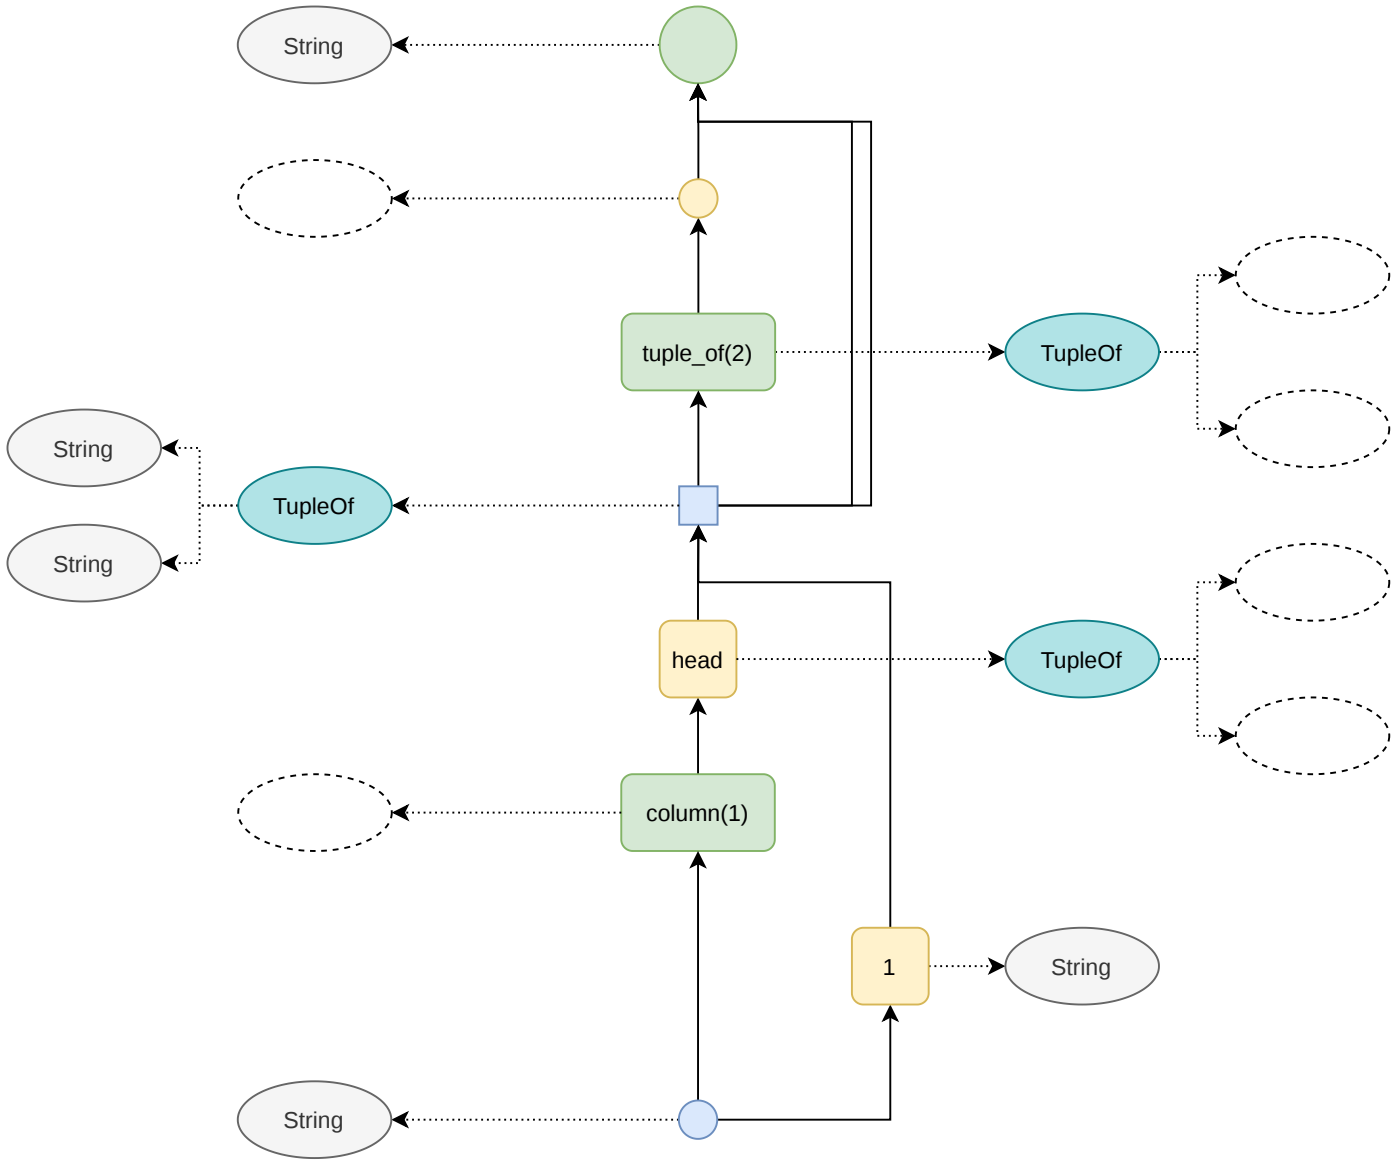 String
tuple_of(2)
TupleOf
String
TupleOf
String
head
TupleOf
column(1)
1
String
String